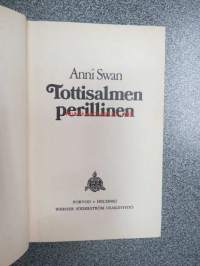 Anni Swan
Tottisalmen
perillinen
PORVOO • HELSINKI
WERNER SÖDERSTRÖM OSAKEYHTIÖ